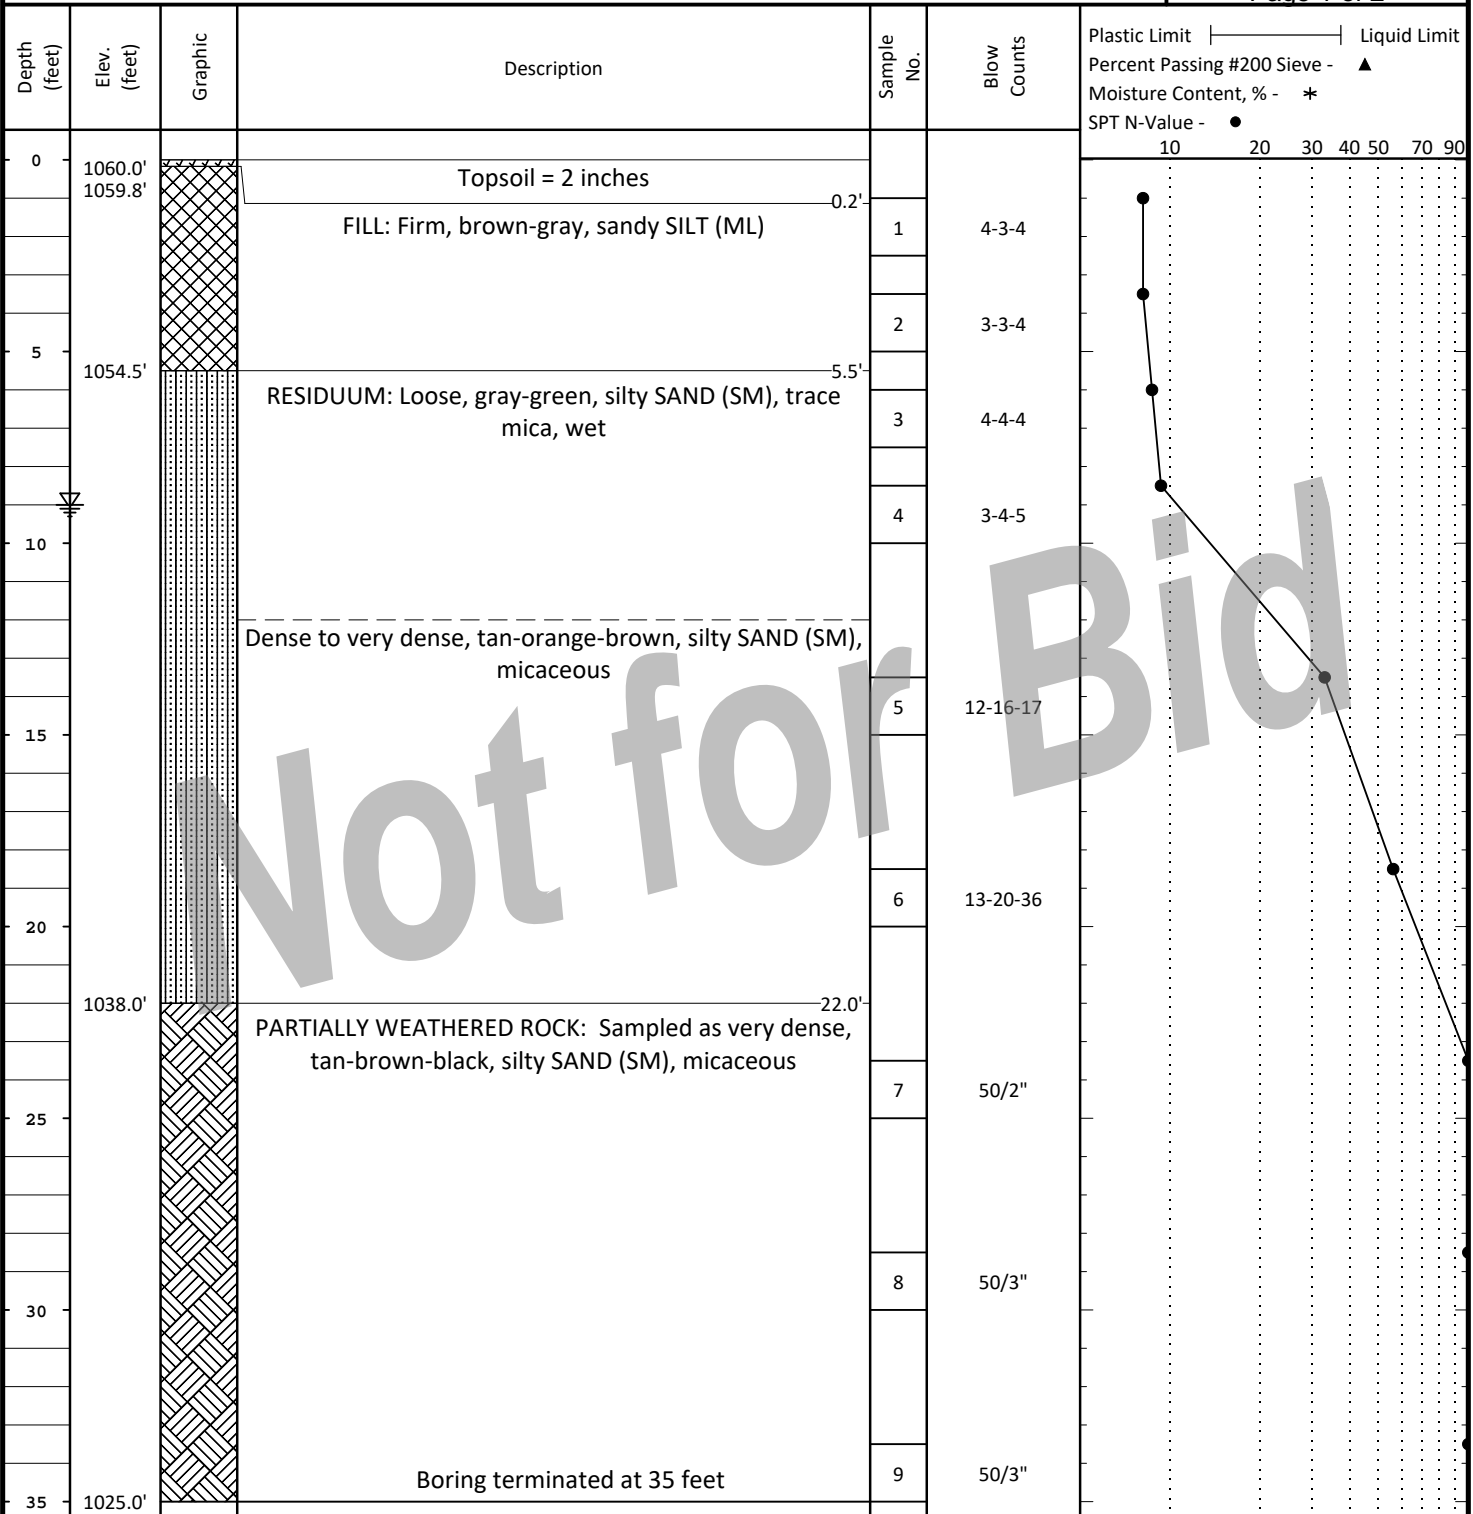 Depth (feet)
Elev. (feet)
Graphic
Description
Sample No.
Blow Counts
Plastic Limit Liquid Limit
Percent Passing #200 Sieve - ▲
Moisture Content, % - *
SPT N-Value - ●
10 20 30 40 50 70 90
0
1060.0'
1059.8'
Topsoil = 2 inches
0.2'
FILL: Firm, brown-gray, sandy SILT (ML)
1 4-3-4
2 3-3-4
5
1054.5'
5.5'
RESIDUUM: Loose, gray-green, silty SAND (SM), trace
mica, wet
3 4-4-4
4 3-4-5
10
Dense to very dense, tan-orange-brown, silty SAND (SM),
micaceous
5 12-16-17
15
Not for Bid
6 13-20-36
20
1038.0'
22.0'
PARTIALLY WEATHERED ROCK: Sampled as very dense,
tan-brown-black, silty SAND (SM), micaceous
7 50/2"
25
8 50/3"
30
Boring terminated at 35 feet
9 50/3"
35 1025.0'